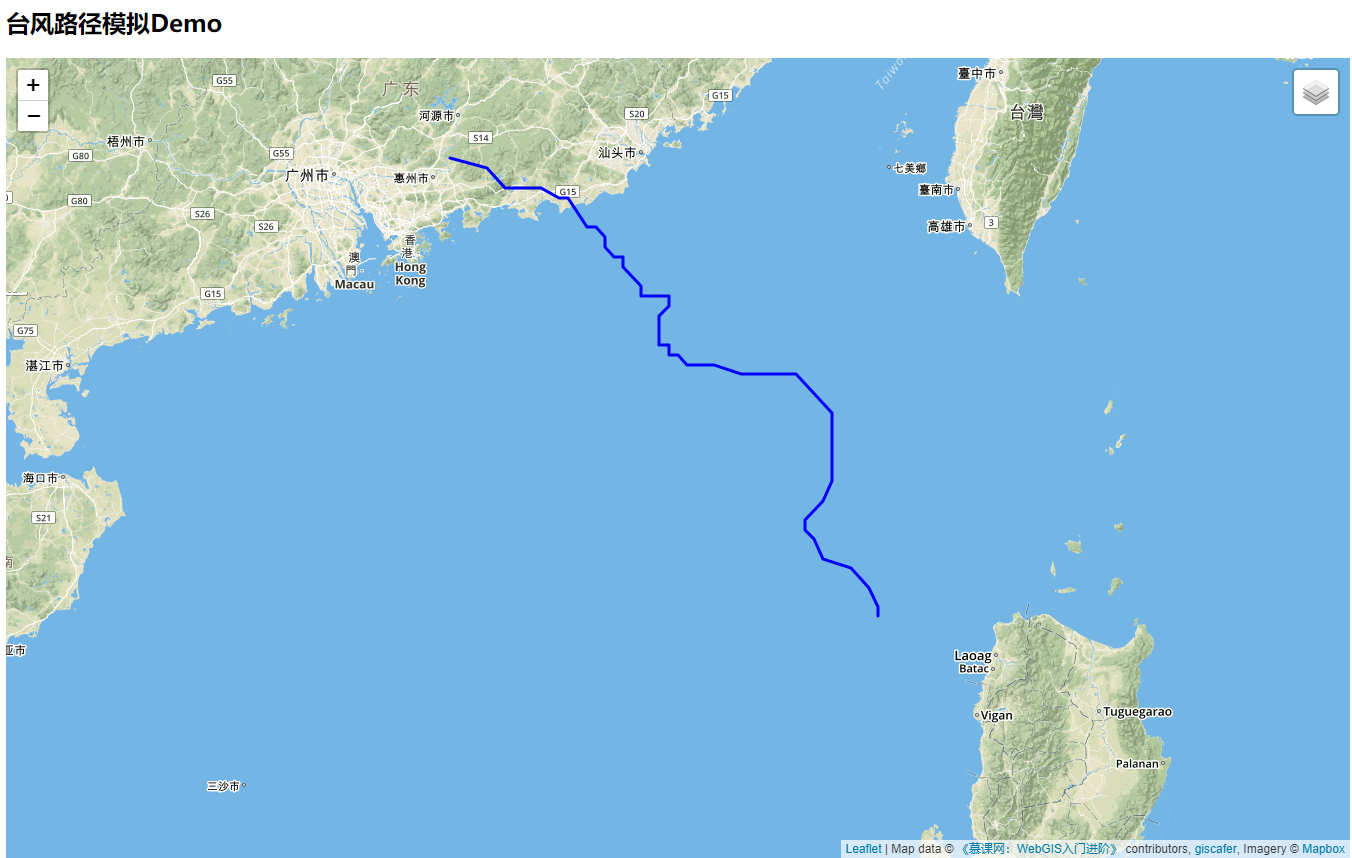 台风路径模拟Demo
+
−
G55
广东
河源市
G15
S20
S14
汕头市
臺中市
台灣
梧州市
G80
G55
广州市
惠州市
G15
七美鄉
臺南市
高雄市
3
G80
S26
S26
香
港
Hong
Kong
澳
門
Macau
G15
G75
湛江市
海口市
S21
南
亚市
三沙市
Laoag
Batac
Vigan
Tuguegarao
Palanan
Leaflet | Map data © 《慕课网：WebGIS入门进阶》 contributors, giscafer, Imagery © Mapbox